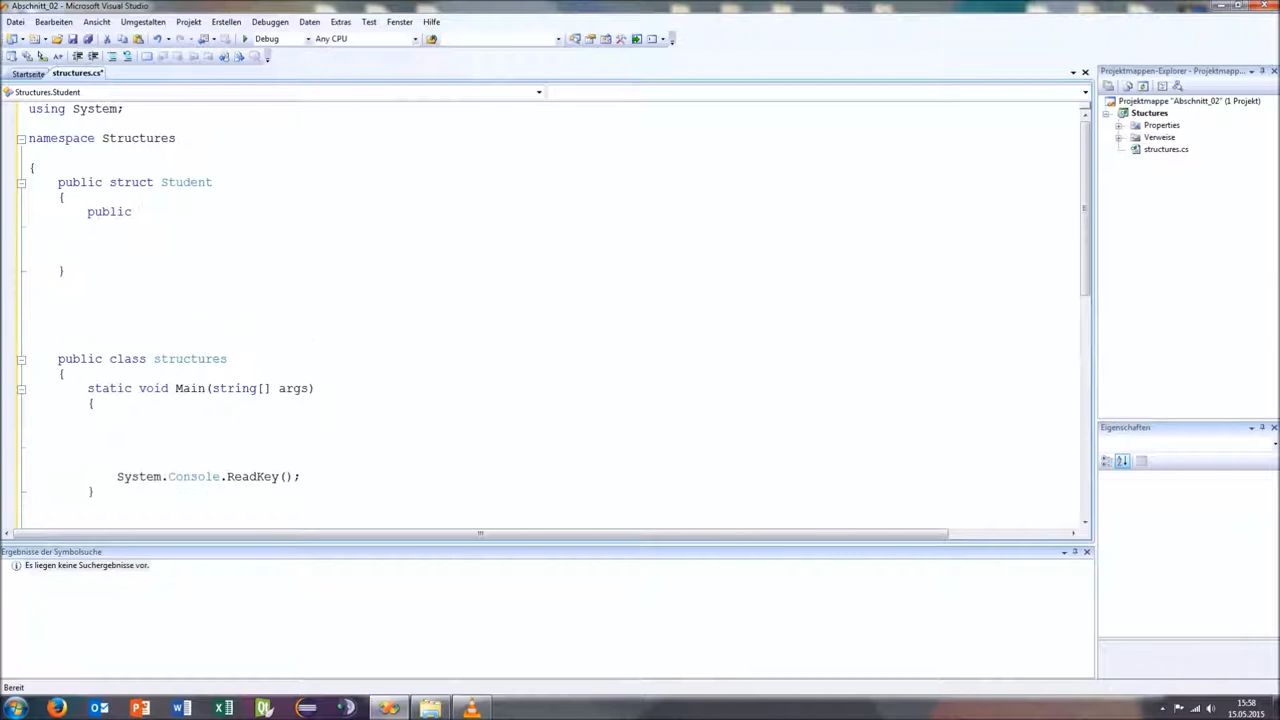 Abschnitt_02 - Microsoft Visual Studio
Datei Bearbeiten Ansicht Umgestalten Projekt Erstellen Debuggen Daten Extras Test Fenster Hilfe
Debug Any CPU
Startseite structures.cs*
Structures.Student
using System;
namespace Structures
{
public struct Student
{
public
}
public class structures
{
static void Main(string[] args)
{
System.Console.ReadKey();
}
Projektmappen-Explorer - Projektmapp...
Projektmappe "Abschnitt_02" (1 Projekt)
Stuctures
Properties
Verweise
structures.cs
Eigenschaften
Ergebnisse der Symbolsuche
Es liegen keine Suchergebnisse vor.
Bereit
15:58
15.05.2015